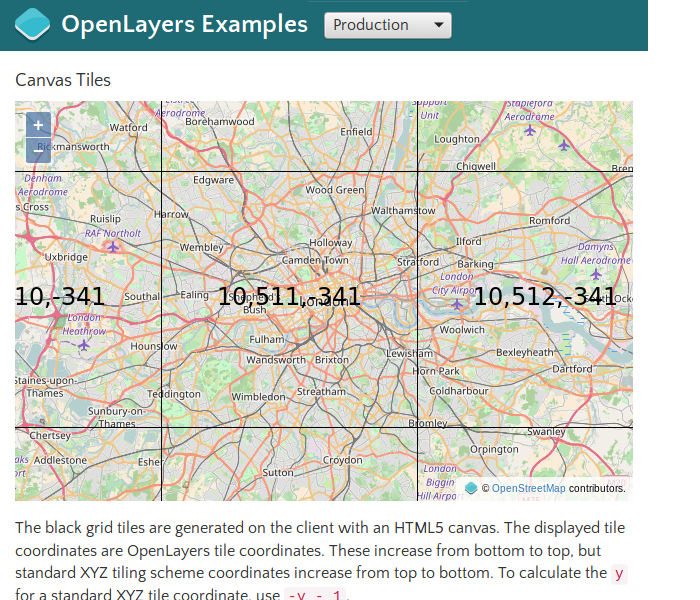 OpenLayers Examples
Production
Canvas Tiles
+
−
Watford
Borehamwood
Enfield
Stapleford
Aerodrome
Aerodrome
Unit
Loughton
Rickmansworth
Chigwell
Edgware
Wood Green
Denham
Aerodrome
s Cross
Ruislip
Harrow
Walthamstow
Romford
RAF Northolt
Wembley
Holloway
Ilford
Damyns
Hall Aerodrome
Uxbridge
Camden Town
Stratford
Barking
London
City Airport
10,-341
10,511,-341
10,512,-341
Southal
Ealing
Shepherd's
Bush
London
London
Heathrow
Woolwich
Hounslow
Fulham
Wandsworth
Brixton
Lewisham
Bexleyheath
Horn Park
Dartford
Staines-upon-
Thames
Teddington
Wimbledon
Streatham
Coldharbour
Sunbury-on-
Thames
Bromley
Chertsey
Swanley
Addlestone
Esher
Croydon
Orpington
Sutton
London
Biggin
Hill Airport
© OpenStreetMap contributors.
The black grid tiles are generated on the client with an HTML5 canvas. The displayed tile
coordinates are OpenLayers tile coordinates. These increase from bottom to top, but
standard XYZ tiling scheme coordinates increase from top to bottom. To calculate the y
for a standard XYZ tile coordinate, use -y - 1.